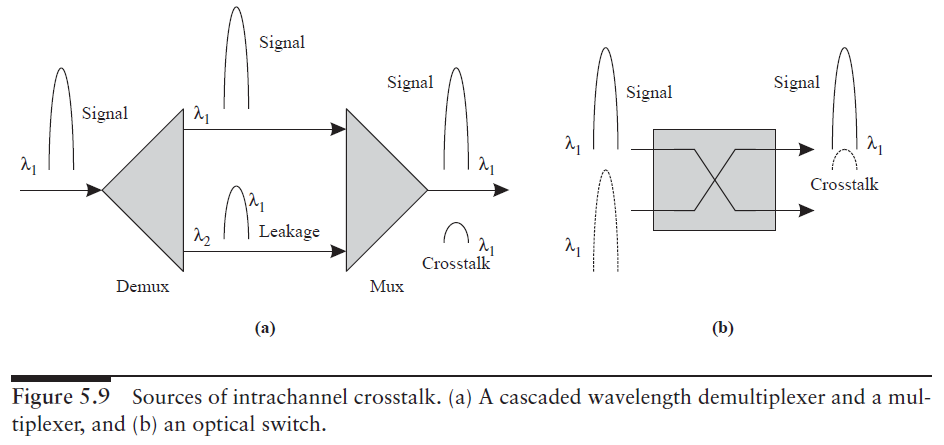 Signal
Signal
Signal
Signal
Signal
λ1
λ1
λ1
λ1
λ1
λ1
λ2
Leakage
λ1
Crosstalk
λ1
Crosstalk
Demux
Mux
(a)
(b)
Figure 5.9 Sources of intrachannel crosstalk. (a) A cascaded wavelength demultiplexer and a mul-
tiplexer, and (b) an optical switch.